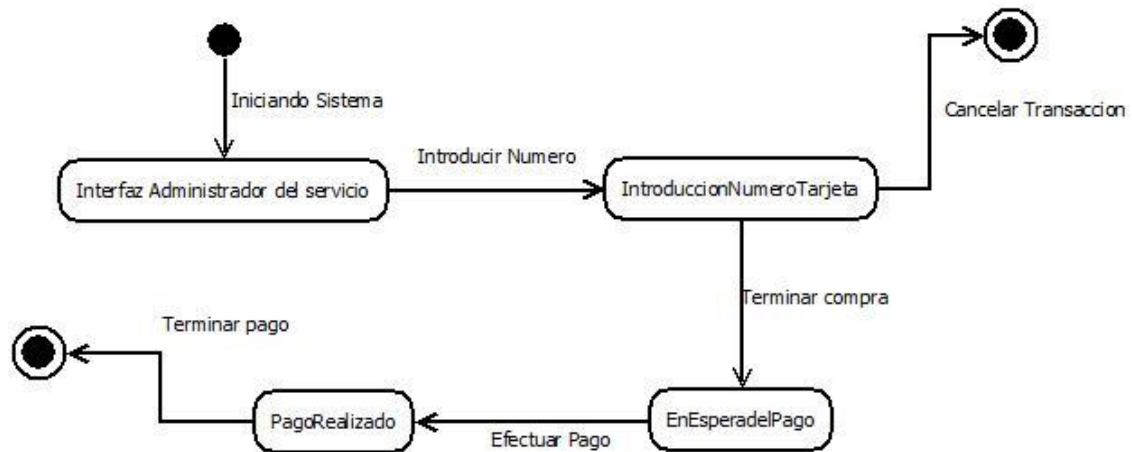 Iniciando Sistema
Cancelar Transaccion
Introducir Numero
Interfaz Administrador del servicio
IntroduccionNumeroTarjeta
Terminar compra
Terminar pago
PagoRealizado
EnEsperadelPago
Efectuar Pago